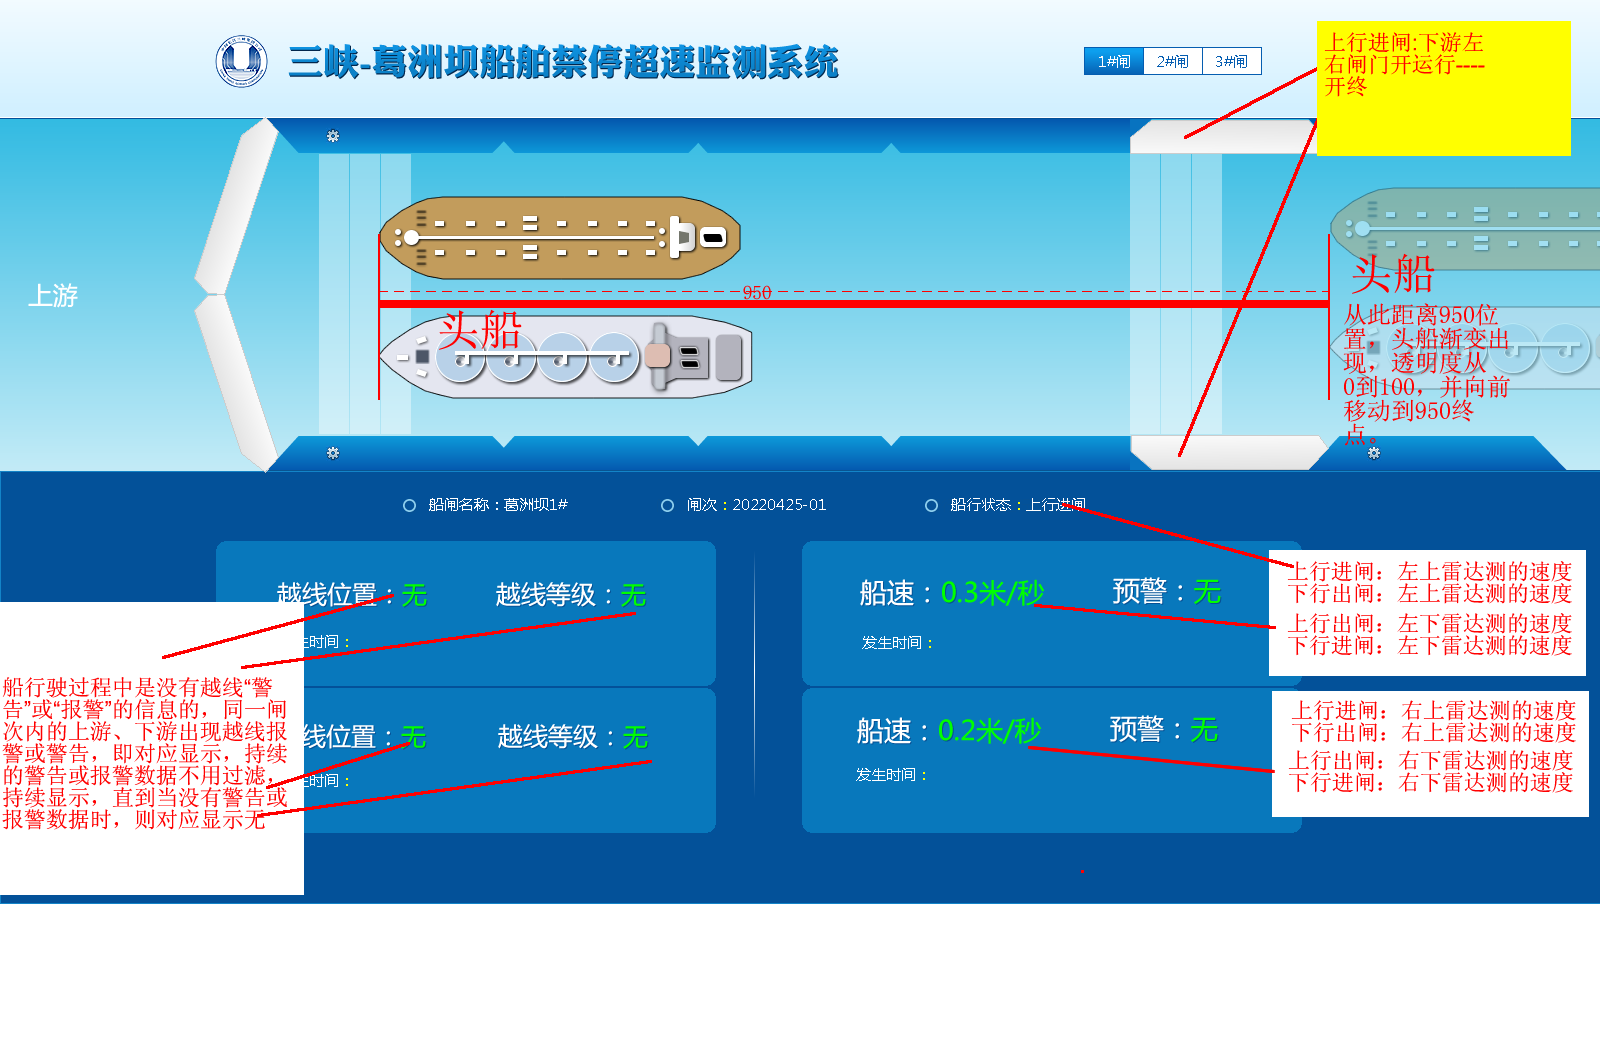 三峡-葛洲坝船舶禁停超速监测系统
1#闸
2#闸
3#闸
上行进闸:下游左
右闸门开运行----
开终
上游
950
头船
头船
从此距离950位
置，头船渐变出
现，透明度从
0到100，并向前
移动到950终
点。
船闸名称：葛洲坝1#
闸次：20220425-01
船行状态：上行进闸
越线位置：无
越线等级：无
生时间：
船速：0.3米/秒
预警：无
发生时间：
上行进闸：左上雷达测的速度
下行出闸：左上雷达测的速度
上行出闸：左下雷达测的速度
下行进闸：左下雷达测的速度
船行驶过程中是没有越线“警
告”或“报警”的信息的，同一闸
次内的上游、下游出现越线报
警或警告，即对应显示，持续
的警告或报警数据不用过滤，
持续显示，直到当没有警告或
报警数据时，则对应显示无
线位置：无
越线等级：无
生时间：
船速：0.2米/秒
预警：无
发生时间：
上行进闸：右上雷达测的速度
下行出闸：右上雷达测的速度
上行出闸：右下雷达测的速度
下行进闸：右下雷达测的速度